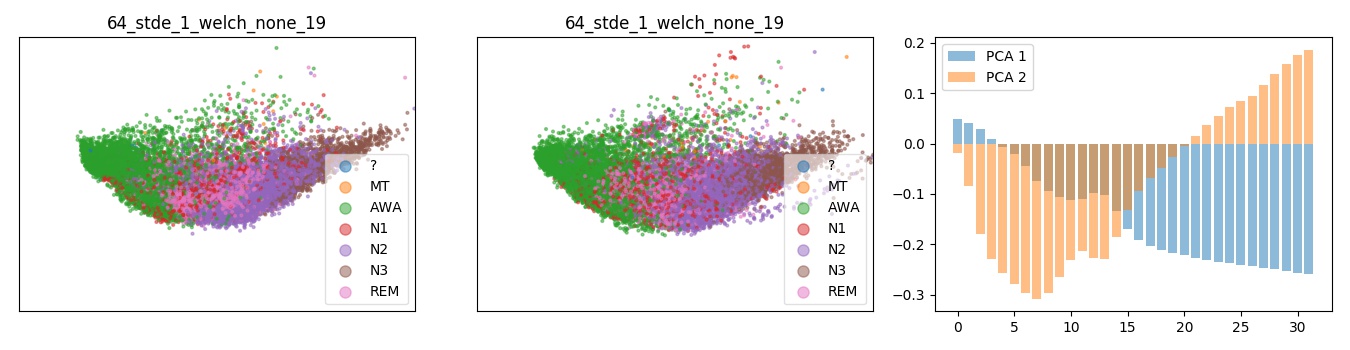 64_stde_1_welch_none_19
?
MT
AWA
N1
N2
N3
REM
64_stde_1_welch_none_19
?
MT
AWA
N1
N2
N3
REM
PCA 1
PCA 2
0.2
0.1
0.0
−0.1
−0.2
−0.3
0 5 10 15 20 25 30